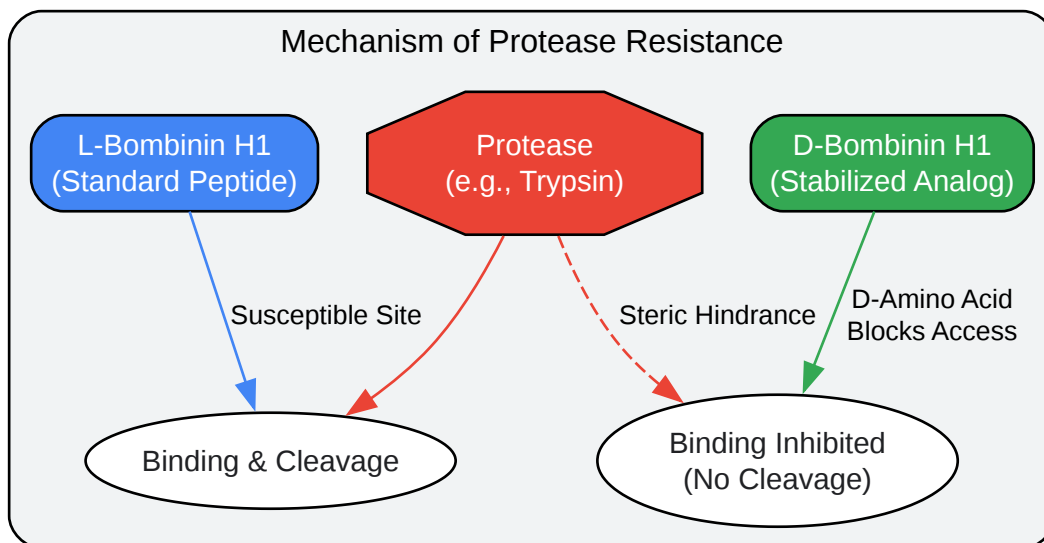 Mechanism of Protease Resistance
L-Bombinin H1
(Standard Peptide)
Protease
(e.g., Trypsin)
D-Bombinin H1
(Stabilized Analog)
Susceptible Site
Steric Hindrance
D-Amino Acid
Blocks Access
Binding & Cleavage
Binding Inhibited
(No Cleavage)